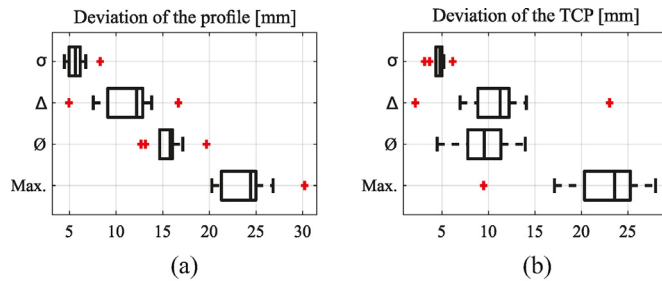 Deviation of the profile [mm]
σ
Δ
Ø
Max.
5 10 15 20 25 30
(a)
Deviation of the TCP [mm]
σ
Δ
Ø
Max.
5 10 15 20 25
(b)